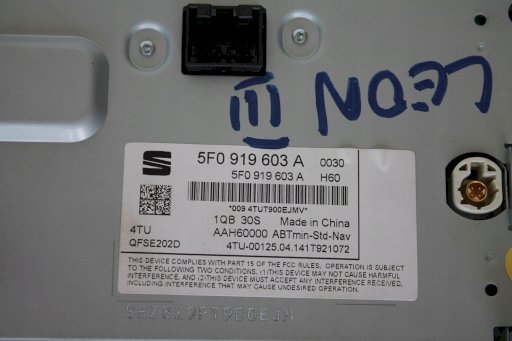 LEON III
5F0 919 603 A 0030
5F0 919 603 A H60
*009 4TUT900EJMV*
1QB 30S Made in China
4TU AAH60000 ABTmin-Std-Nav
QFSE202D 4TU-00125.04.141T921072
THIS DEVICE COMPLIES WITH PART 15 OF THE FCC RULES. OPERATION IS SUBJECT
TO THE FOLLOWING TWO CONDITIONS, (1)THIS DEVICE MAY NOT CAUSE HARMFUL
INTERFERENCE, AND (2)THIS DEVICE MUST ACCEPT ANY INTERFERENCE RECEIVED,
INCLUDING INTERFERENCE THAT MAY CAUSE UNDESIRED OPERATION.